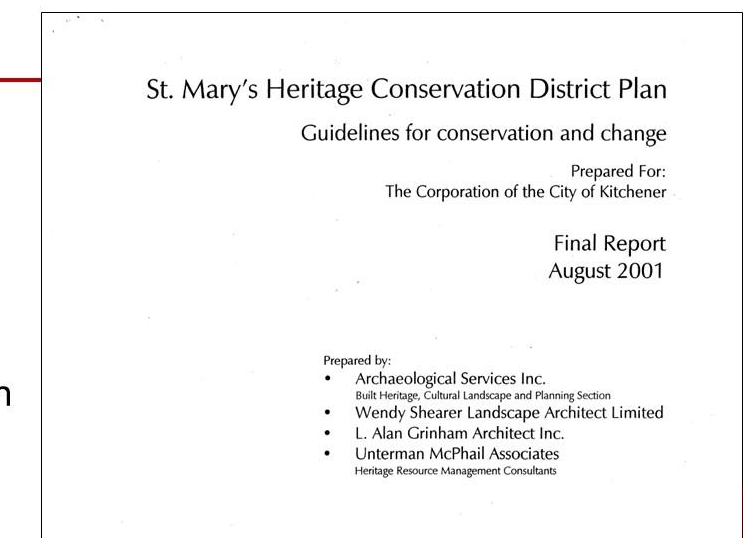 St. Mary's Heritage Conservation District Plan
Guidelines for conservation and change
Prepared For:
The Corporation of the City of Kitchener
Final Report
August 2001
Prepared by:
• Archaeological Services Inc.
Built Heritage, Cultural Landscape and Planning Section
• Wendy Shearer Landscape Architect Limited
• L. Alan Grinham Architect Inc.
• Unterman McPhail Associates
Heritage Resource Management Consultants